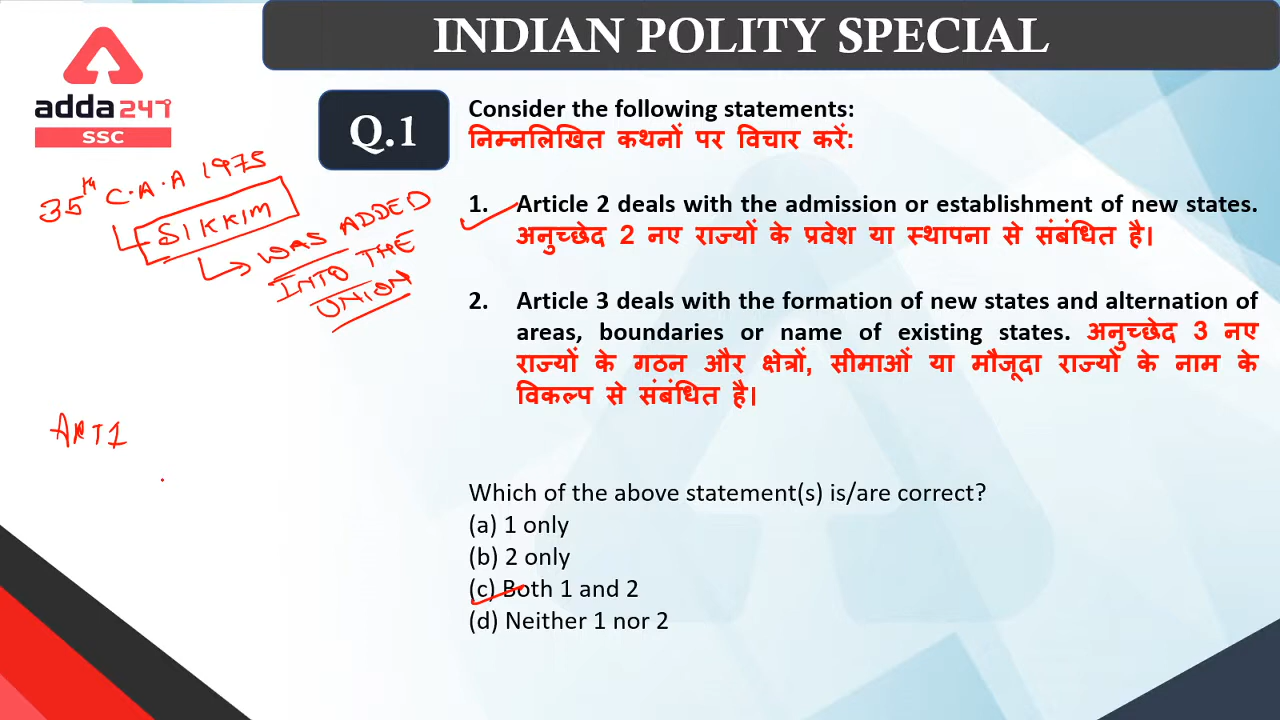 INDIAN POLITY SPECIAL
adda247
SSC
Q.1
Consider the following statements:
निम्नलिखित कथनों पर विचार करें:
35th C.A.A 1975
SIKKIM
WAS ADDED
INTO THE
UNION
1. Article 2 deals with the admission or establishment of new states.
अनुच्छेद 2 नए राज्यों के प्रवेश या स्थापना से संबंधित है।
2. Article 3 deals with the formation of new states and alternation of
areas, boundaries or name of existing states. अनुच्छेद 3 नए
राज्यों के गठन और क्षेत्रों, सीमाओं या मौजूदा राज्यों के नाम के
विकल्प से संबंधित है।
ART1
Which of the above statement(s) is/are correct?
(a) 1 only
(b) 2 only
(c) Both 1 and 2
(d) Neither 1 nor 2